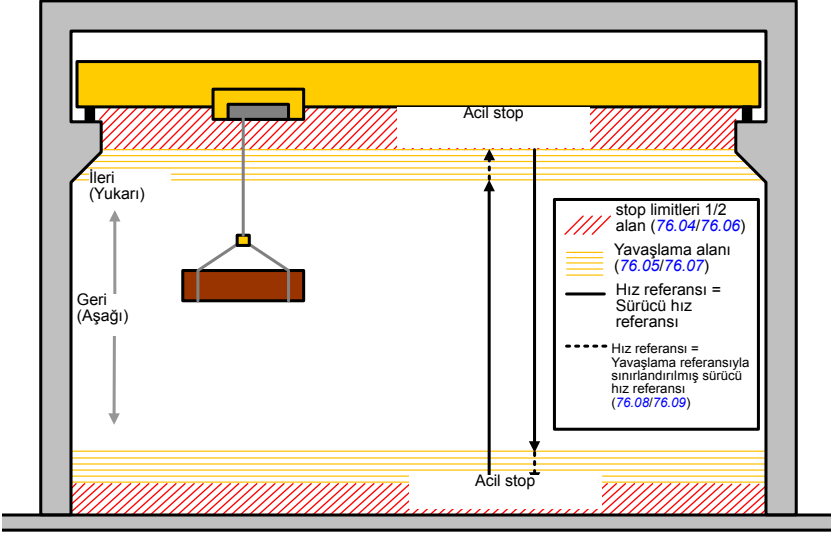 Acil stop
İleri
(Yukarı)
Geri
(Aşağı)
stop limitleri 1/2
alan (76.04/76.06)
Yavaşlama alanı
(76.05/76.07)
Hız referansı =
Sürücü hız
referansı
Hız referansı =
Yavaşlama referansıyla
sınırlandırılmış sürücü
hız referansı
(76.08/76.09)
Acil stop